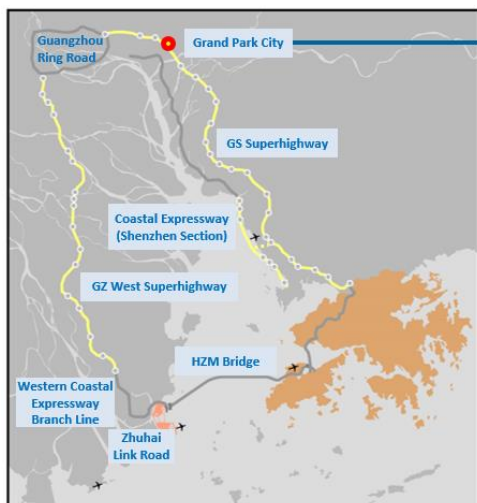 Guangzhou
Ring Road
Grand Park City
GS Superhighway
Coastal Expressway
(Shenzhen Section)
GZ West Superhighway
HZM Bridge
Western Coastal
Expressway
Branch Line
Zhuhai
Link Road